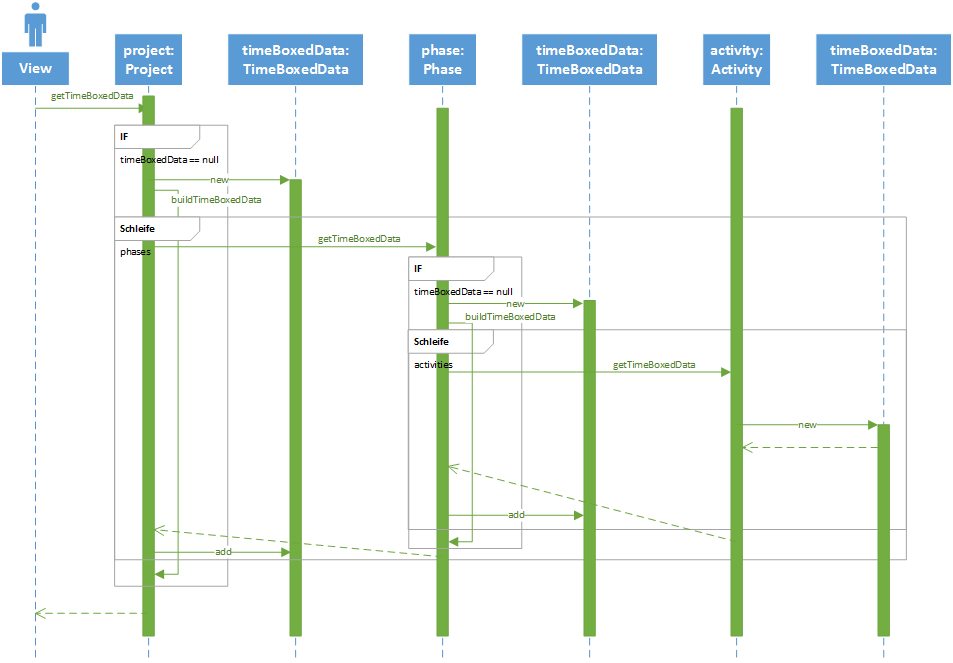 View
project:
Project
timeBoxedData:
TimeBoxedData
phase:
Phase
timeBoxedData:
TimeBoxedData
activity:
Activity
timeBoxedData:
TimeBoxedData
getTimeBoxedData
IF
timeBoxedData == null
new
buildTimeBoxedData
Schleife
phases
getTimeBoxedData
IF
timeBoxedData == null
new
buildTimeBoxedData
Schleife
activities
getTimeBoxedData
new
add
add